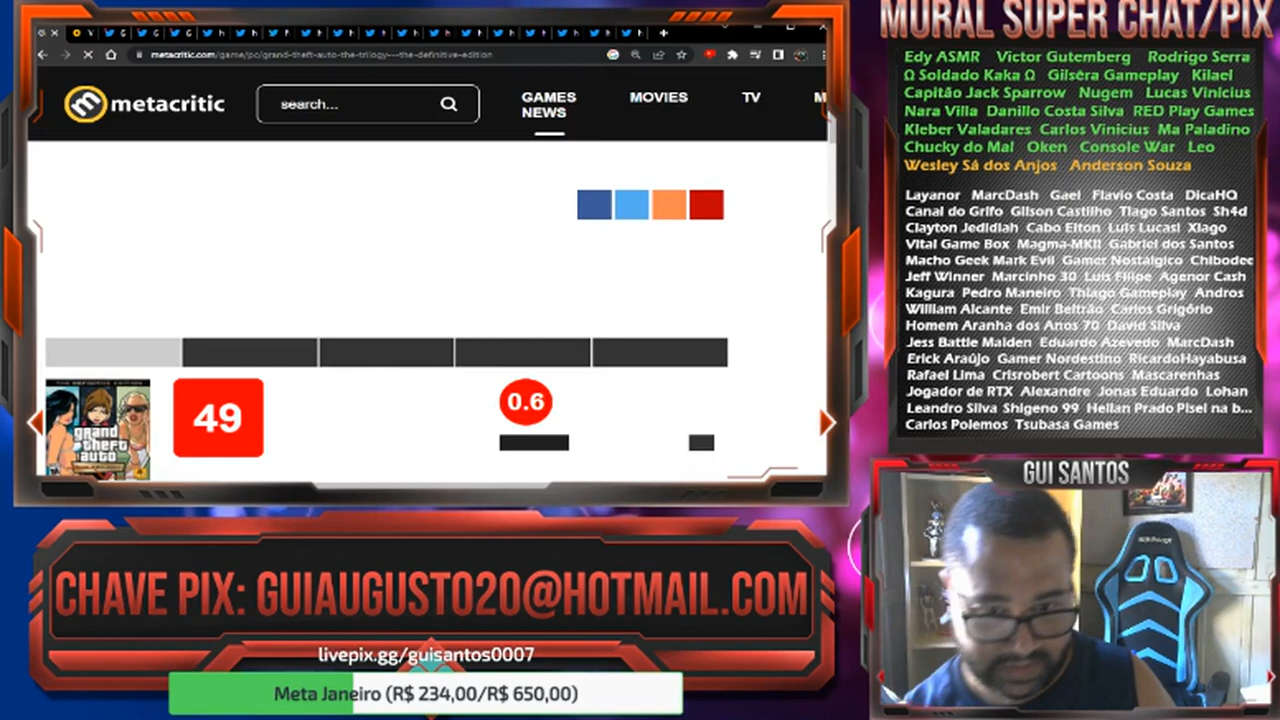 metacritic.com/game/pc/grand-theft-auto-the-trilogy---the-definitive-edition
metacritic
search...
GAMES
MOVIES
TV
M
NEWS
49
0.6
grand
theft
auto
CHAVE PIX: GUIAUGUSTO20@HOTMAIL.COM
livepix.gg/guisantos0007
Meta Janeiro (R$ 234,00/R$ 650,00)
MURAL SUPER CHAT/PIX
Edy ASMR Victor Gutemberg Rodrigo Serra
Ω Soldado Kaka Ω Gilsêra Gameplay Kilael
Capitão Jack Sparrow Nugem Lucas Vinicius
Nara Villa Danillo Costa Silva RED Play Games
Kleber Valadares Carlos Vinicius Ma Paladino
Chucky do Mal Oken Console War Leo
Wesley Sá dos Anjos Anderson Souza
Layanor MarcDash Gael Flavio Costa DicaHQ
Canal do Grifo Gilson Castilho Tiago Santos Sh4d
Clayton Jedidiah Cabo Elton Luis Lucasi Xiago
Vital Game Box Magma-MKII Gabriel dos Santos
Macho Geek Mark Evil Gamer Nostálgico Chibodee
Jeff Winner Marcinho 30 Luis Filipe Agenor Cash
Kagura Pedro Maneiro Thiago Gameplay Andros
William Alcante Emir Beltrão Carlos Grigório
Homem Aranha dos Anos 70 David Silva
Jess Battle Maiden Eduardo Azevedo MarcDash
Erick Araújo Gamer Nordestino RicardoHayabusa
Rafael Lima Crisrobert Cartoons Mascarenhas
Jogador de RTX Alexandre Jonas Eduardo Lohan
Leandro Silva Shigeno 99 Hellan Prado Pisei na b...
Carlos Polemos Tsubasa Games
GUI SANTOS